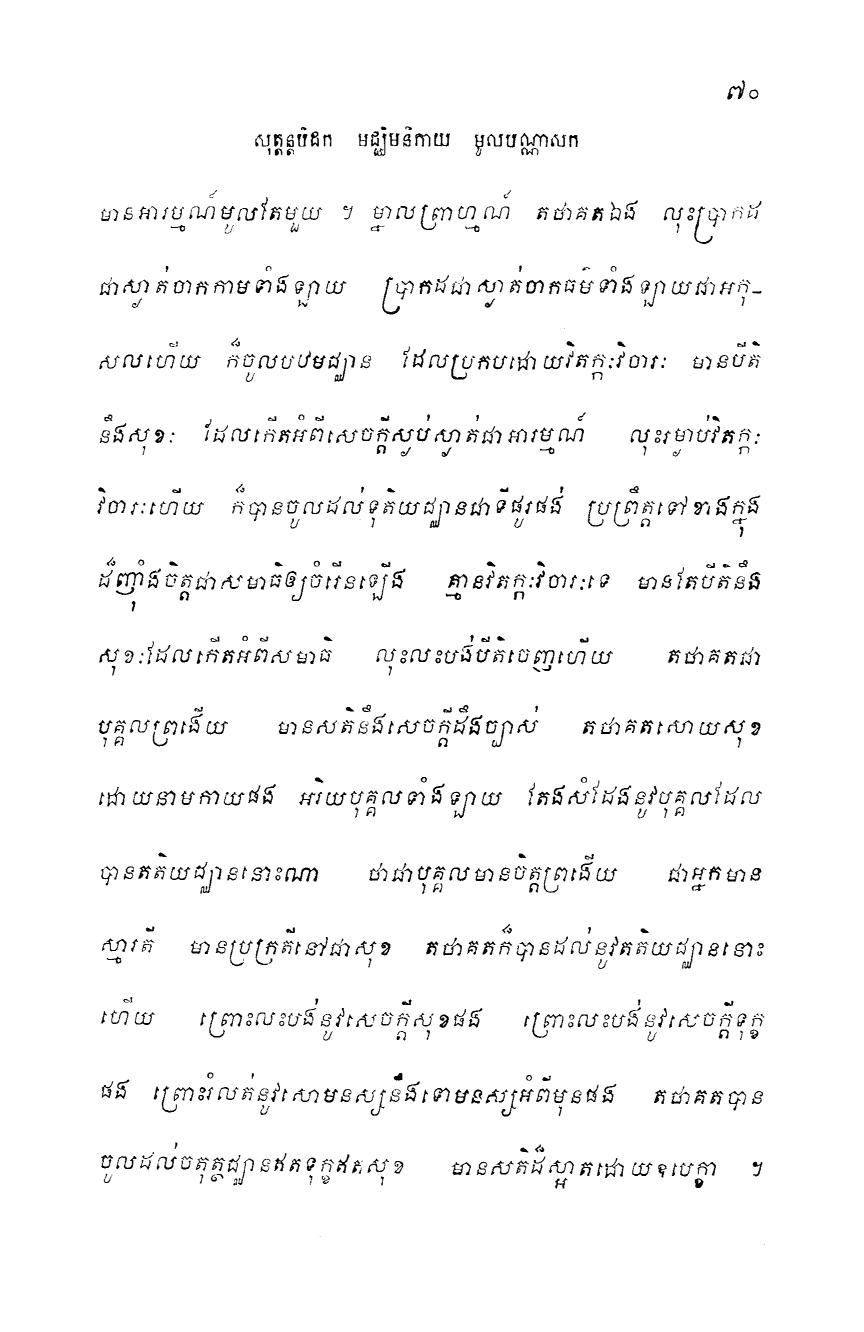 ៧០
សុត្តន្តបិដក មជ្ឈិមនិកាយ មូលបណ្ណាសក
មានអារម្មណ៍មូលតែមួយ ។ ម្នាលព្រាហ្មណ៍ តថាគតឯង លុះប្រាកដ
ជាស្ងាត់ចាកកាមទាំងឡាយ ប្រាកដជាស្ងាត់ចាកធម៌ទាំងឡាយជាអកុ-
សលហើយ ក៏ចូលបឋមជ្ឈាន ដែលប្រកបដោយវិតក្កៈវិចារៈ មានបីតិ
នឹងសុខៈ ដែលកើតអំពីសេចក្តីស្ងប់ស្ងាត់ជាអារម្មណ៍ លុះរម្ងាប់វិតក្កៈ
វិចារៈហើយ ក៏បានចូលដល់ទុតិយជ្ឈានជាទីផូរផង់ ប្រព្រឹត្តទៅខាងក្នុង
ដ៏ញ៉ាំងចិត្តជាសមាធិឲ្យចំរើនឡើង គ្មានវិតក្កៈវិចារៈទេ មានតែបីតិនឹង
សុខៈដែលកើតអំពីសមាធិ លុះលះបង់បីតិចេញហើយ តថាគតជា
បុគ្គលព្រងើយ មានសតិនឹងសេចក្តីដឹងច្បាស់ តថាគតសោយសុខ
ដោយនាមកាយផង អរិយបុគ្គលទាំងឡាយ តែងសំដែងនូវបុគ្គលដែល
បានតតិយជ្ឈាននោះណា ថាជាបុគ្គលមានចិត្តព្រងើយ ជាអ្នកមាន
ស្មារតី មានប្រក្រតីនៅជាសុខ តថាគតក៏បានដល់នូវតតិយជ្ឈាននោះ
ហើយ ព្រោះលះបង់នូវសេចក្តីសុខផង ព្រោះលះបង់នូវសេចក្តីទុក្ខ
ផង ព្រោះរំលត់នូវសោមនស្សនឹងទោមនស្សអំពីមុនផង តថាគតបាន
ចូលដល់ចតុត្ថជ្ឈានឥតទុក្ខឥតសុខ មានសតិដ៏ស្អាតដោយឧបេក្ខា ។